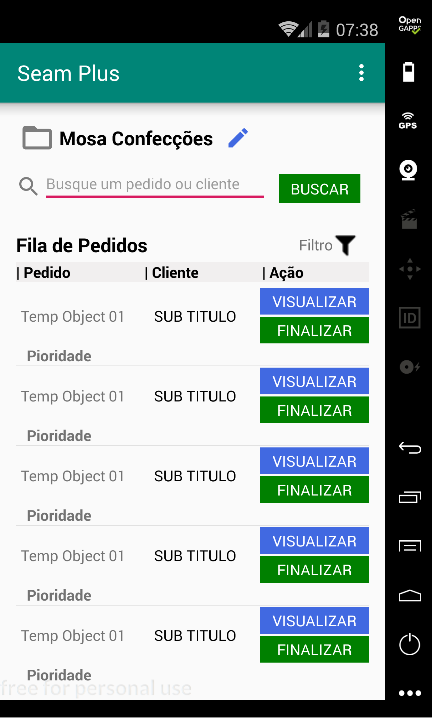 07:38
Open
GAPPS
Seam Plus
GPS
Mosa Confecções
Busque um pedido ou cliente
BUSCAR
Fila de Pedidos
Filtro
| Pedido | Cliente | Ação
VISUALIZAR
Temp Object 01 SUB TITULO
FINALIZAR
Pioridade
VISUALIZAR
Temp Object 01 SUB TITULO
FINALIZAR
Pioridade
VISUALIZAR
Temp Object 01 SUB TITULO
FINALIZAR
Pioridade
VISUALIZAR
Temp Object 01 SUB TITULO
FINALIZAR
Pioridade
VISUALIZAR
Temp Object 01 SUB TITULO
FINALIZAR
Pioridade
free for personal use
ID